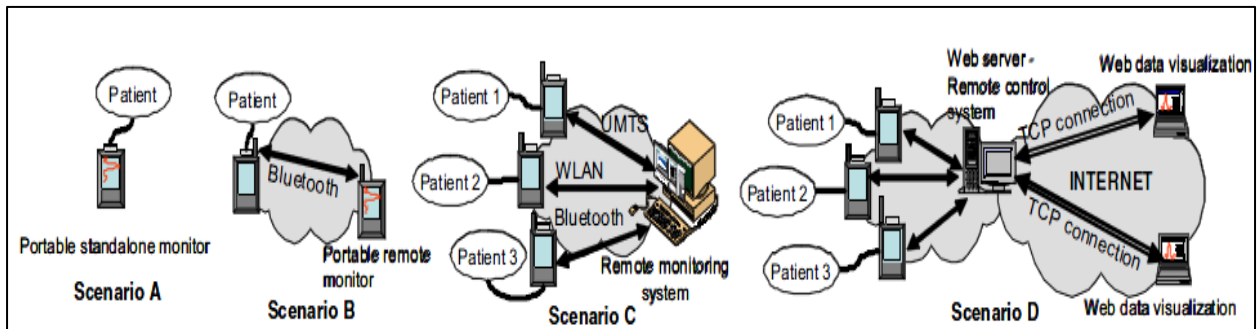 Patient
Portable standalone monitor
Scenario A
Patient
Bluetooth
Portable remote
monitor
Scenario B
Patient 1
UMTS
Patient 2
WLAN
Bluetooth
Patient 3
Remote monitoring
system
Scenario C
Web server -
Remote control
system
Patient 1
Patient 2
Patient 3
Web data visualization
TCP connection
INTERNET
TCP connection
Web data visualization
Scenario D